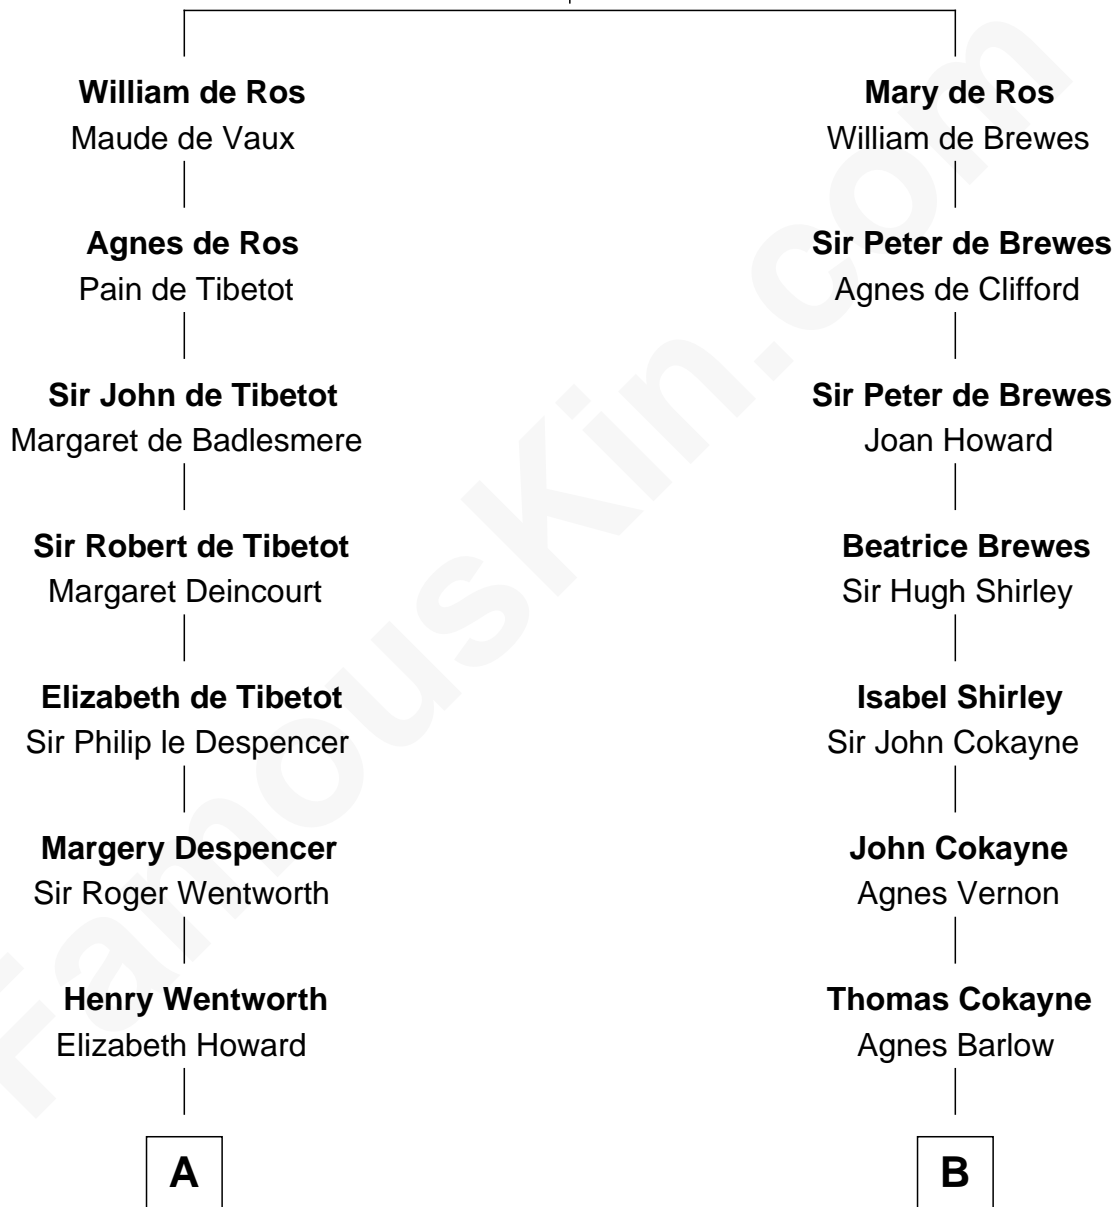 William de Ros
Maude de Vaux
Agnes de Ros
Pain de Tibetot
Sir John de Tibetot
Margaret de Badlesmere
Sir Robert de Tibetot
Margaret Deincourt
Elizabeth de Tibetot
Sir Philip le Despencer
Margery Despencer
Sir Roger Wentworth
Henry Wentworth
Elizabeth Howard
A
Mary de Ros
William de Brewes
Sir Peter de Brewes
Agnes de Clifford
Sir Peter de Brewes
Joan Howard
Beatrice Brewes
Sir Hugh Shirley
Isabel Shirley
Sir John Cokayne
John Cokayne
Agnes Vernon
Thomas Cokayne
Agnes Barlow
B
FamousKin.com